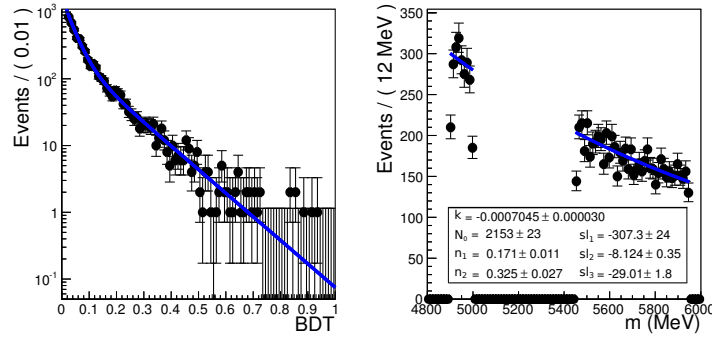 Events / ( 0.01 )
10³
10²
10
1
10⁻¹
0 0.1 0.2 0.3 0.4 0.5 0.6 0.7 0.8 0.9 1
BDT
Events / ( 12 MeV )
350
300
250
200
150
100
50
0
k = -0.0007045 ± 0.000030
N₀ = 2153 ± 23 sl₁ = -307.3 ± 24
n₁ = 0.171 ± 0.011 sl₂ = -8.124 ± 0.35
n₂ = 0.325 ± 0.027 sl₃ = -29.01 ± 1.8
4800 5000 5200 5400 5600 5800 6000
m (MeV)